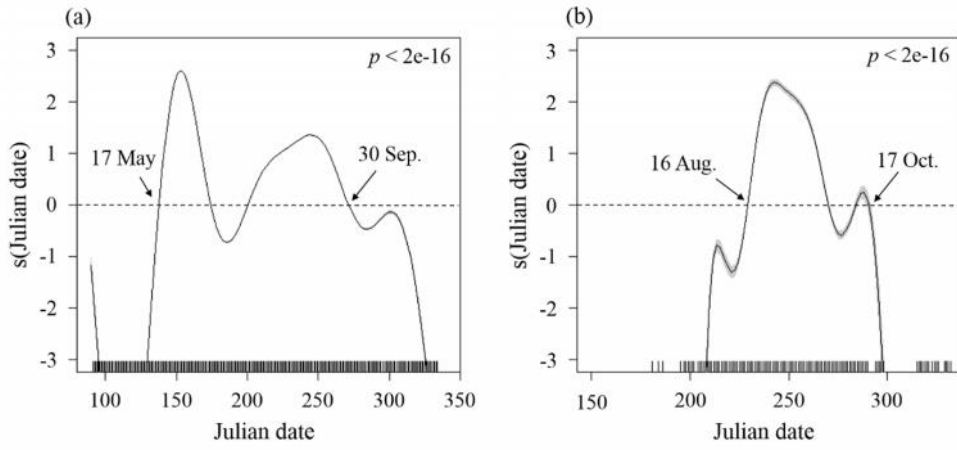 (a)
p < 2e-16
17 May
30 Sep.
s(Julian date)
3
2
1
0
-1
-2
-3
100 150 200 250 300 350
Julian date
(b)
p < 2e-16
16 Aug.
17 Oct.
s(Julian date)
3
2
1
0
-1
-2
-3
150 200 250 300
Julian date